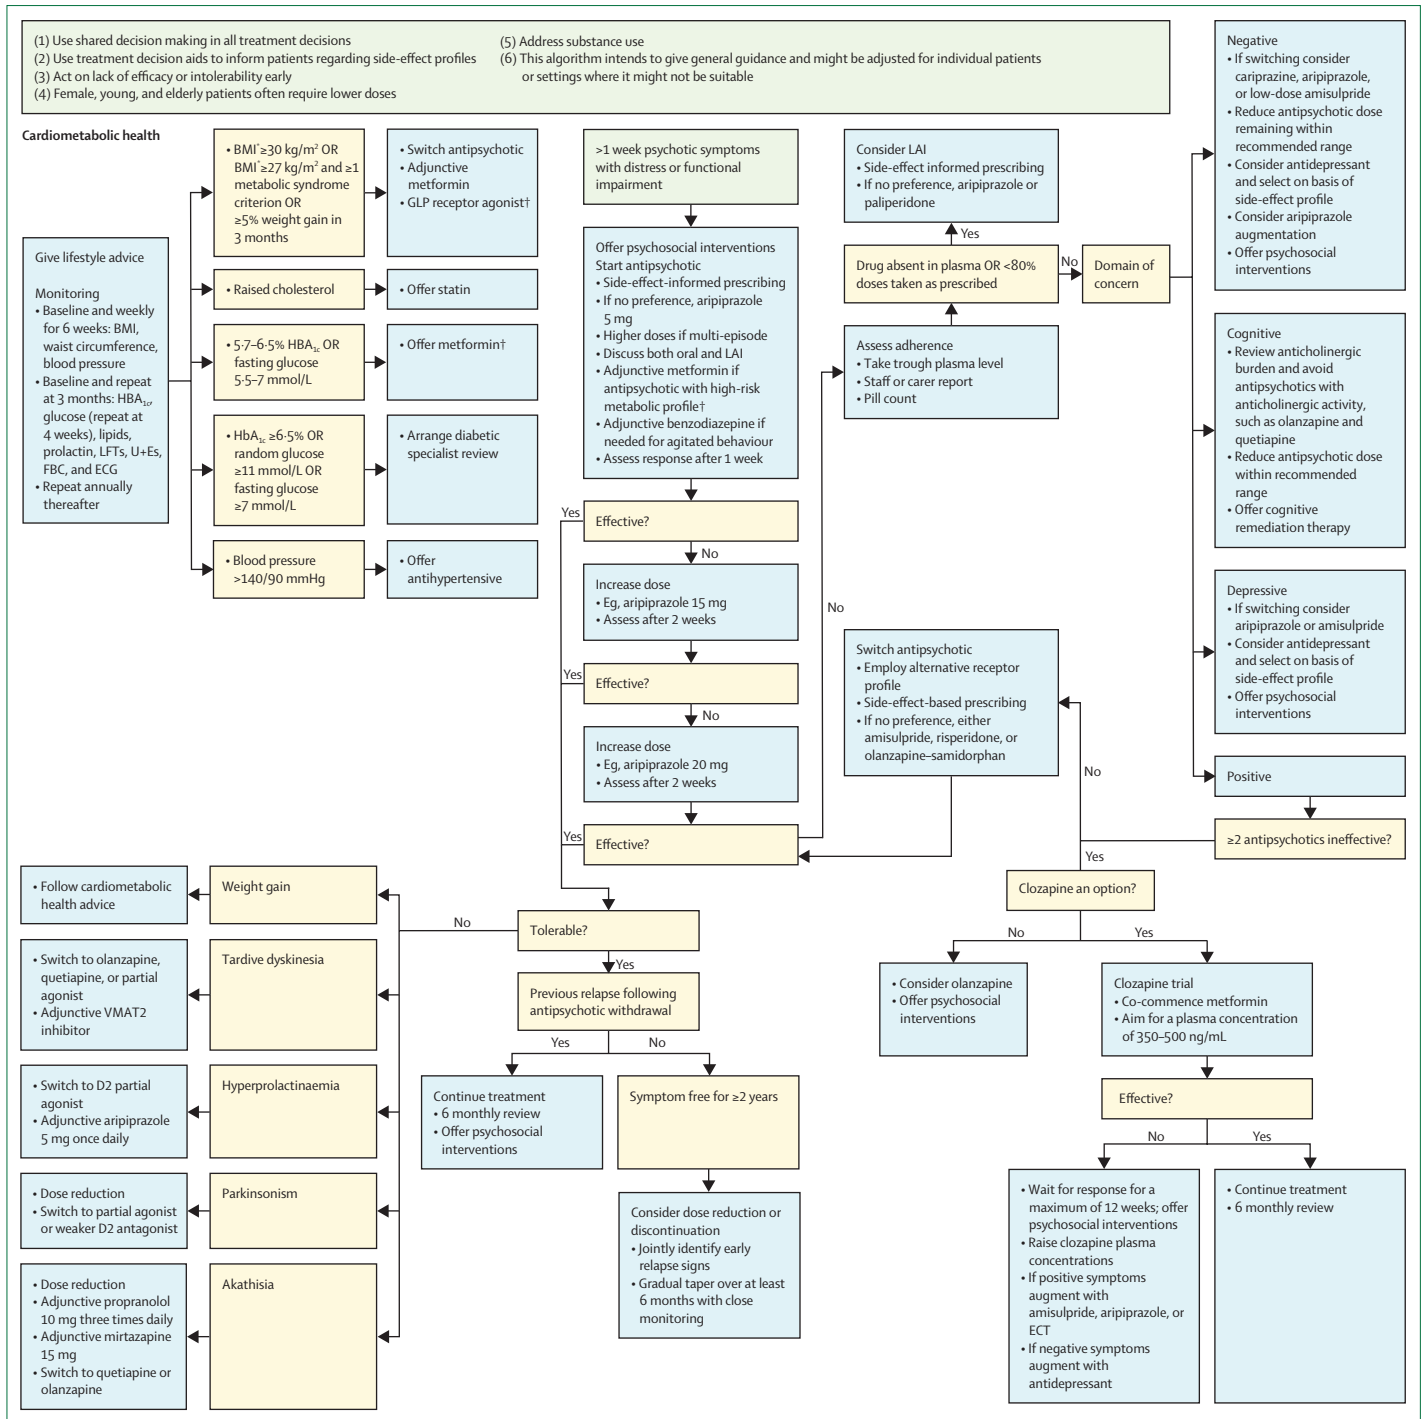 (1) Use shared decision making in all treatment decisions
(2) Use treatment decision aids to inform patients regarding side-effect profiles
(3) Act on lack of efficacy or intolerability early
(4) Female, young, and elderly patients often require lower doses
(5) Address substance use
(6) This algorithm intends to give general guidance and might be adjusted for individual patients
or settings where it might not be suitable
Cardiometabolic health
Give lifestyle advice
Monitoring
• Baseline and weekly
for 6 weeks: BMI,
waist circumference,
blood pressure
• Baseline and repeat
at 3 months: HBA1c,
glucose (repeat at
4 weeks), lipids,
prolactin, LFTs, U+Es,
FBC, and ECG
• Repeat annually
thereafter
• BMI*≥30 kg/m² OR
BMI*≥27 kg/m² and ≥1
metabolic syndrome
criterion OR
≥5% weight gain in
3 months
• Switch antipsychotic
• Adjunctive
metformin
• GLP receptor agonist†
• Raised cholesterol
• Offer statin
• 5·7–6·5% HBA1c OR
fasting glucose
5·5–7 mmol/L
• Offer metformin†
• HbA1c ≥6·5% OR
random glucose
≥11 mmol/L OR
fasting glucose
≥7 mmol/L
• Arrange diabetic
specialist review
• Blood pressure
>140/90 mmHg
• Offer
antihypertensive
>1 week psychotic symptoms
with distress or functional
impairment
Offer psychosocial interventions
Start antipsychotic
• Side-effect-informed prescribing
• If no preference, aripiprazole
5 mg
• Higher doses if multi-episode
• Discuss both oral and LAI
• Adjunctive metformin if
antipsychotic with high-risk
metabolic profile†
• Adjunctive benzodiazepine if
needed for agitated behaviour
• Assess response after 1 week
Yes
Effective?
No
Increase dose
• Eg, aripiprazole 15 mg
• Assess after 2 weeks
Yes
Effective?
No
Increase dose
• Eg, aripiprazole 20 mg
• Assess after 2 weeks
Yes
Effective?
No
Consider LAI
• Side-effect informed prescribing
• If no preference, aripiprazole or
paliperidone
Yes
Drug absent in plasma OR <80%
doses taken as prescribed
No
Domain of
concern
Assess adherence
• Take trough plasma level
• Staff or carer report
• Pill count
Switch antipsychotic
• Employ alternative receptor
profile
• Side-effect-based prescribing
• If no preference, either
amisulpride, risperidone, or
olanzapine–samidorphan
Negative
• If switching consider
cariprazine, aripiprazole,
or low-dose amisulpride
• Reduce antipsychotic dose
remaining within
recommended range
• Consider antidepressant
and select on basis of
side-effect profile
• Consider aripiprazole
augmentation
• Offer psychosocial
interventions
Cognitive
• Review anticholinergic
burden and avoid
antipsychotics with
anticholinergic activity,
such as olanzapine and
quetiapine
• Reduce antipsychotic dose
within recommended
range
• Offer cognitive
remediation therapy
Depressive
• If switching consider
aripiprazole or amisulpride
• Consider antidepressant
and select on basis of
side-effect profile
• Offer psychosocial
interventions
Positive
≥2 antipsychotics ineffective?
No
Yes
Clozapine an option?
No
Yes
• Consider olanzapine
• Offer psychosocial
interventions
Clozapine trial
• Co-commence metformin
• Aim for a plasma concentration
of 350–500 ng/mL
Effective?
No
Yes
• Wait for response for a
maximum of 12 weeks; offer
psychosocial interventions
• Raise clozapine plasma
concentrations
• If positive symptoms
augment with
amisulpride, aripiprazole, or
ECT
• If negative symptoms
augment with
antidepressant
• Continue treatment
• 6 monthly review
Tolerable?
No
Yes
Previous relapse following
antipsychotic withdrawal
Yes
No
Continue treatment
• 6 monthly review
• Offer psychosocial
interventions
Symptom free for ≥2 years
Consider dose reduction or
discontinuation
• Jointly identify early
relapse signs
• Gradual taper over at least
6 months with close
monitoring
Weight gain
• Follow cardiometabolic
health advice
Tardive dyskinesia
• Switch to olanzapine,
quetiapine, or partial
agonist
• Adjunctive VMAT2
inhibitor
Hyperprolactinaemia
• Switch to D2 partial
agonist
• Adjunctive aripiprazole
5 mg once daily
Parkinsonism
• Dose reduction
• Switch to partial agonist
or weaker D2 antagonist
Akathisia
• Dose reduction
• Adjunctive propranolol
10 mg three times daily
• Adjunctive mirtazapine
15 mg
• Switch to quetiapine or
olanzapine